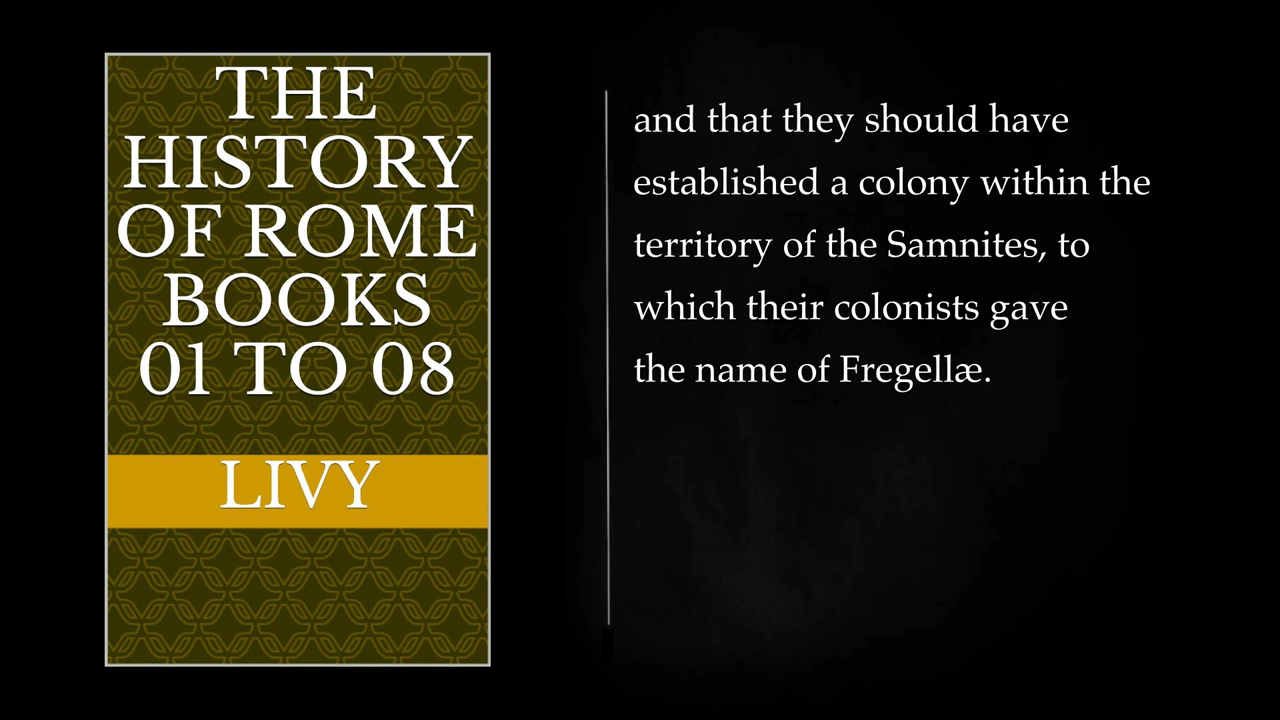 THE
HISTORY
OF ROME
BOOKS
01 TO 08
LIVY
and that they should have
established a colony within the
territory of the Samnites, to
which their colonists gave
the name of Fregellæ.